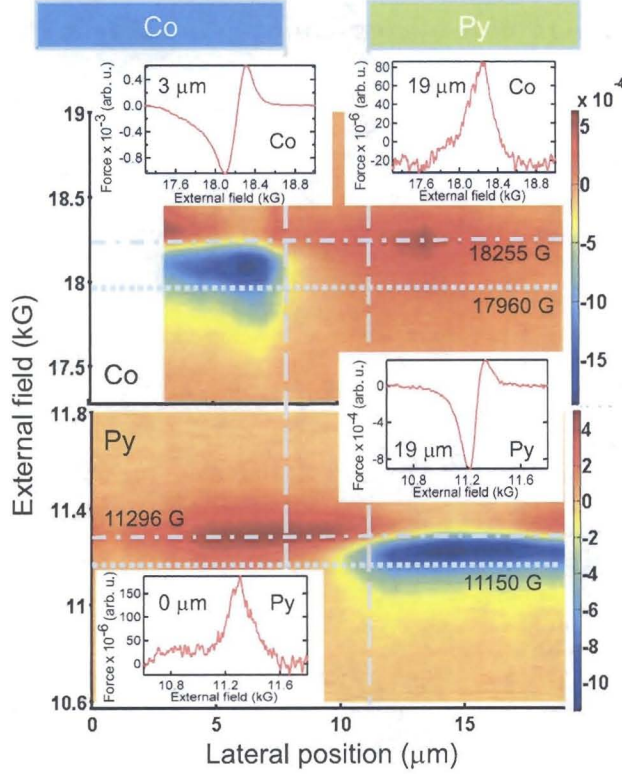 Co
Py
3 μm
Co
Force x 10⁻³ (arb. u.)
0.4
0.0
-0.4
-0.8
17.6
18.0
18.4
18.8
External field (kG)
19 μm
Co
Force x 10⁻⁶ (arb. u.)
80
60
40
20
0
-20
17.6
18.0
18.4
18.8
External field (kG)
x 10⁻⁴
5
0
-5
-10
-15
External field (kG)
19
18.5
18
17.5
18255 G
17960 G
Co
19 μm
Py
Force x 10⁻⁴ (arb. u.)
0
-4
-8
10.8
11.2
11.6
External field (kG)
11.8
11.4
11
10.6
Py
11296 G
11150 G
4
2
0
-2
-4
-6
-8
-10
0 μm
Py
Force x 10⁻⁶ (arb. u.)
150
100
50
0
10.8
11.2
11.6
External field (kG)
0
5
10
15
Lateral position (μm)